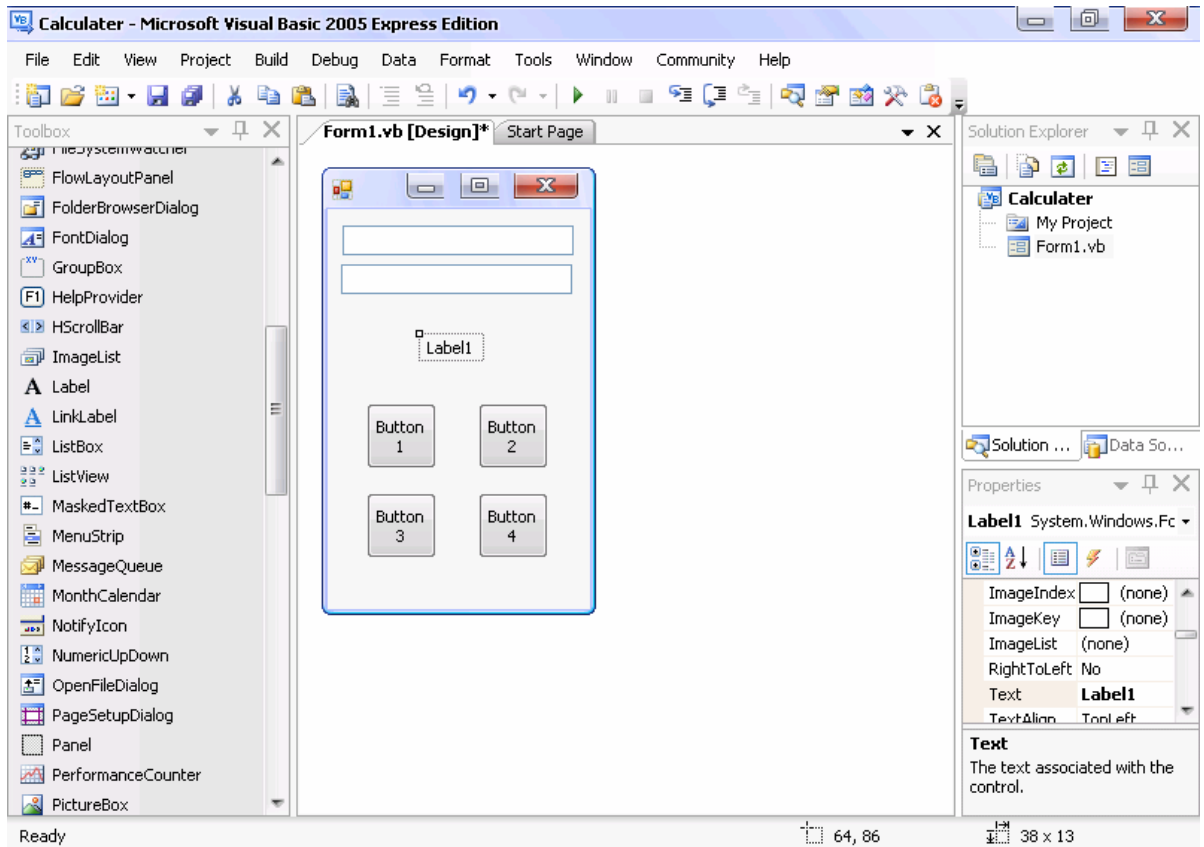 Calculater - Microsoft Visual Basic 2005 Express Edition
File Edit View Project Build Debug Data Format Tools Window Community Help
Toolbox
FileSystemWatcher
FlowLayoutPanel
FolderBrowserDialog
FontDialog
GroupBox
HelpProvider
HScrollBar
ImageList
Label
LinkLabel
ListBox
ListView
MaskedTextBox
MenuStrip
MessageQueue
MonthCalendar
NotifyIcon
NumericUpDown
OpenFileDialog
PageSetupDialog
Panel
PerformanceCounter
PictureBox
Form1.vb [Design]* Start Page
Label1
Button 1
Button 2
Button 3
Button 4
Solution Explorer
Calculater
My Project
Form1.vb
Solution ... Data So...
Properties
Label1 System.Windows.Fc
ImageIndex (none)
ImageKey (none)
ImageList (none)
RightToLeft No
Text Label1
TextAlign TopLeft
Text
The text associated with the
control.
Ready 64, 86 38 x 13